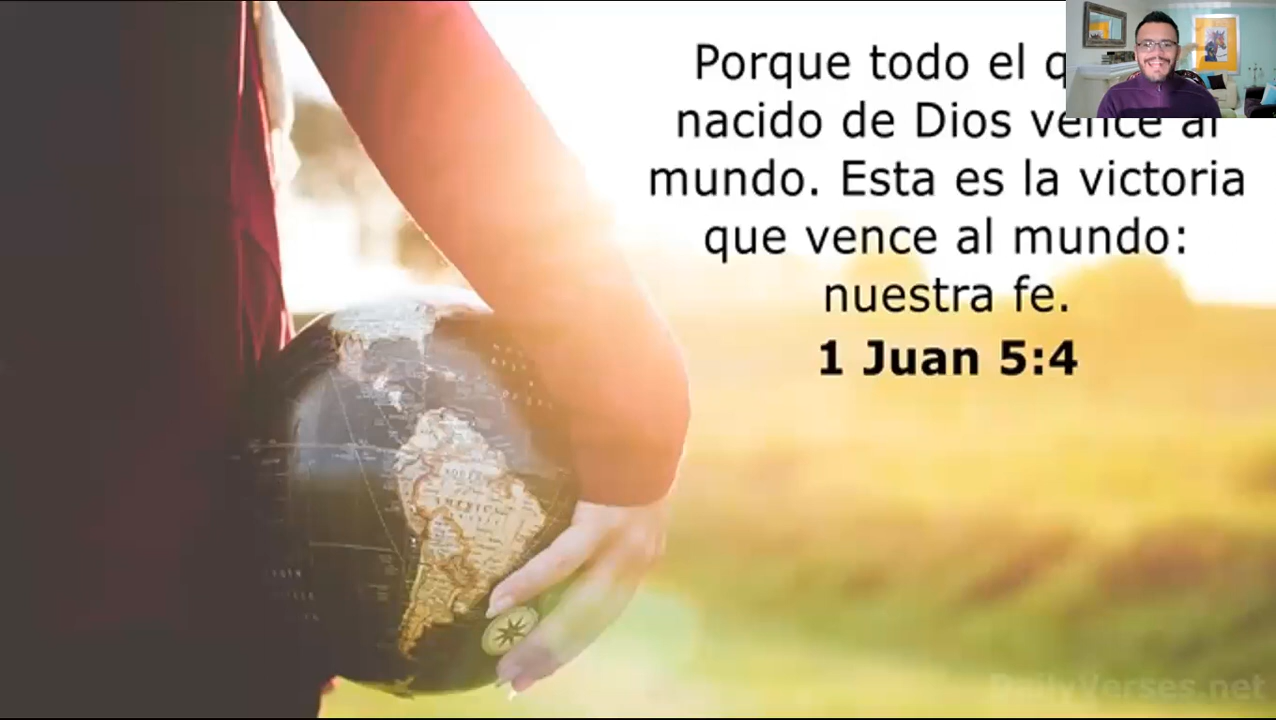 Porque todo el
nacido de Dios vence al
mundo. Esta es la victoria
que vence al mundo:
nuestra fe.
1 Juan 5:4
DailyVerses.net